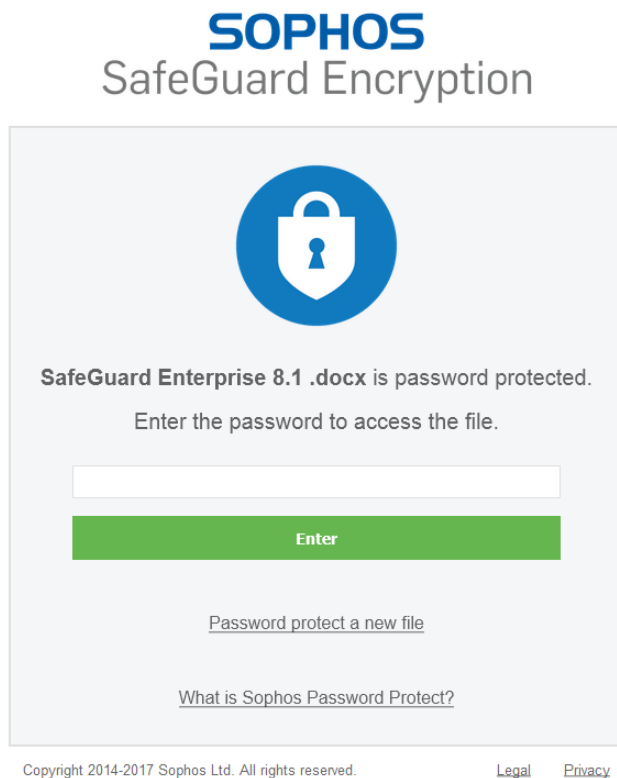 SOPHOS
SafeGuard Encryption
SafeGuard Enterprise 8.1 .docx is password protected.
Enter the password to access the file.
Enter
Password protect a new file
What is Sophos Password Protect?
Copyright 2014-2017 Sophos Ltd. All rights reserved. Legal Privacy